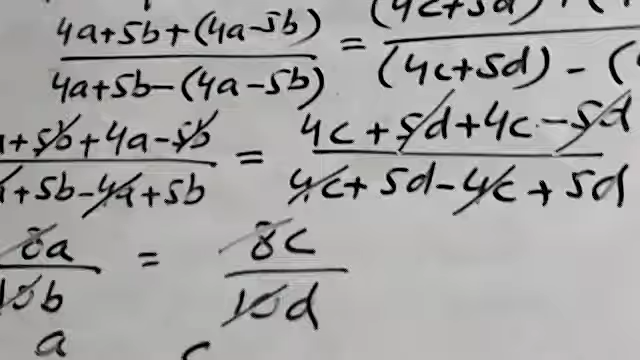 4a+5b+(4a-5b) / 4a+5b-(4a-5b) = (4c+5d)+( / (4c+5d)-(
+5b+4a-5b / +5b-4a+5b = 4c+5d+4c-5d / 4c+5d-4c+5d
8a / 10b = 8c / 10d
a